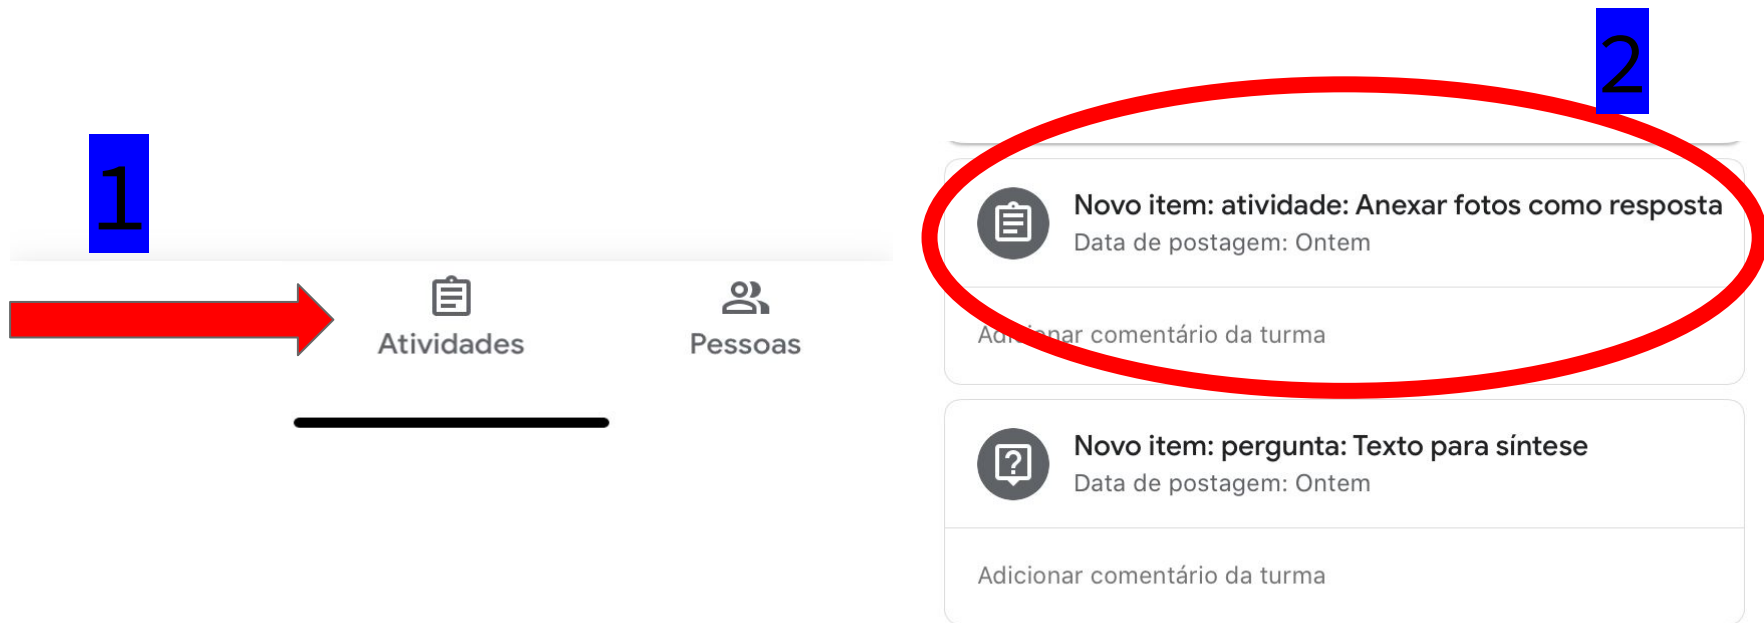 1
Atividades
Pessoas
2
Novo item: atividade: Anexar fotos como resposta
Data de postagem: Ontem
Adicionar comentário da turma
Novo item: pergunta: Texto para síntese
Data de postagem: Ontem
Adicionar comentário da turma